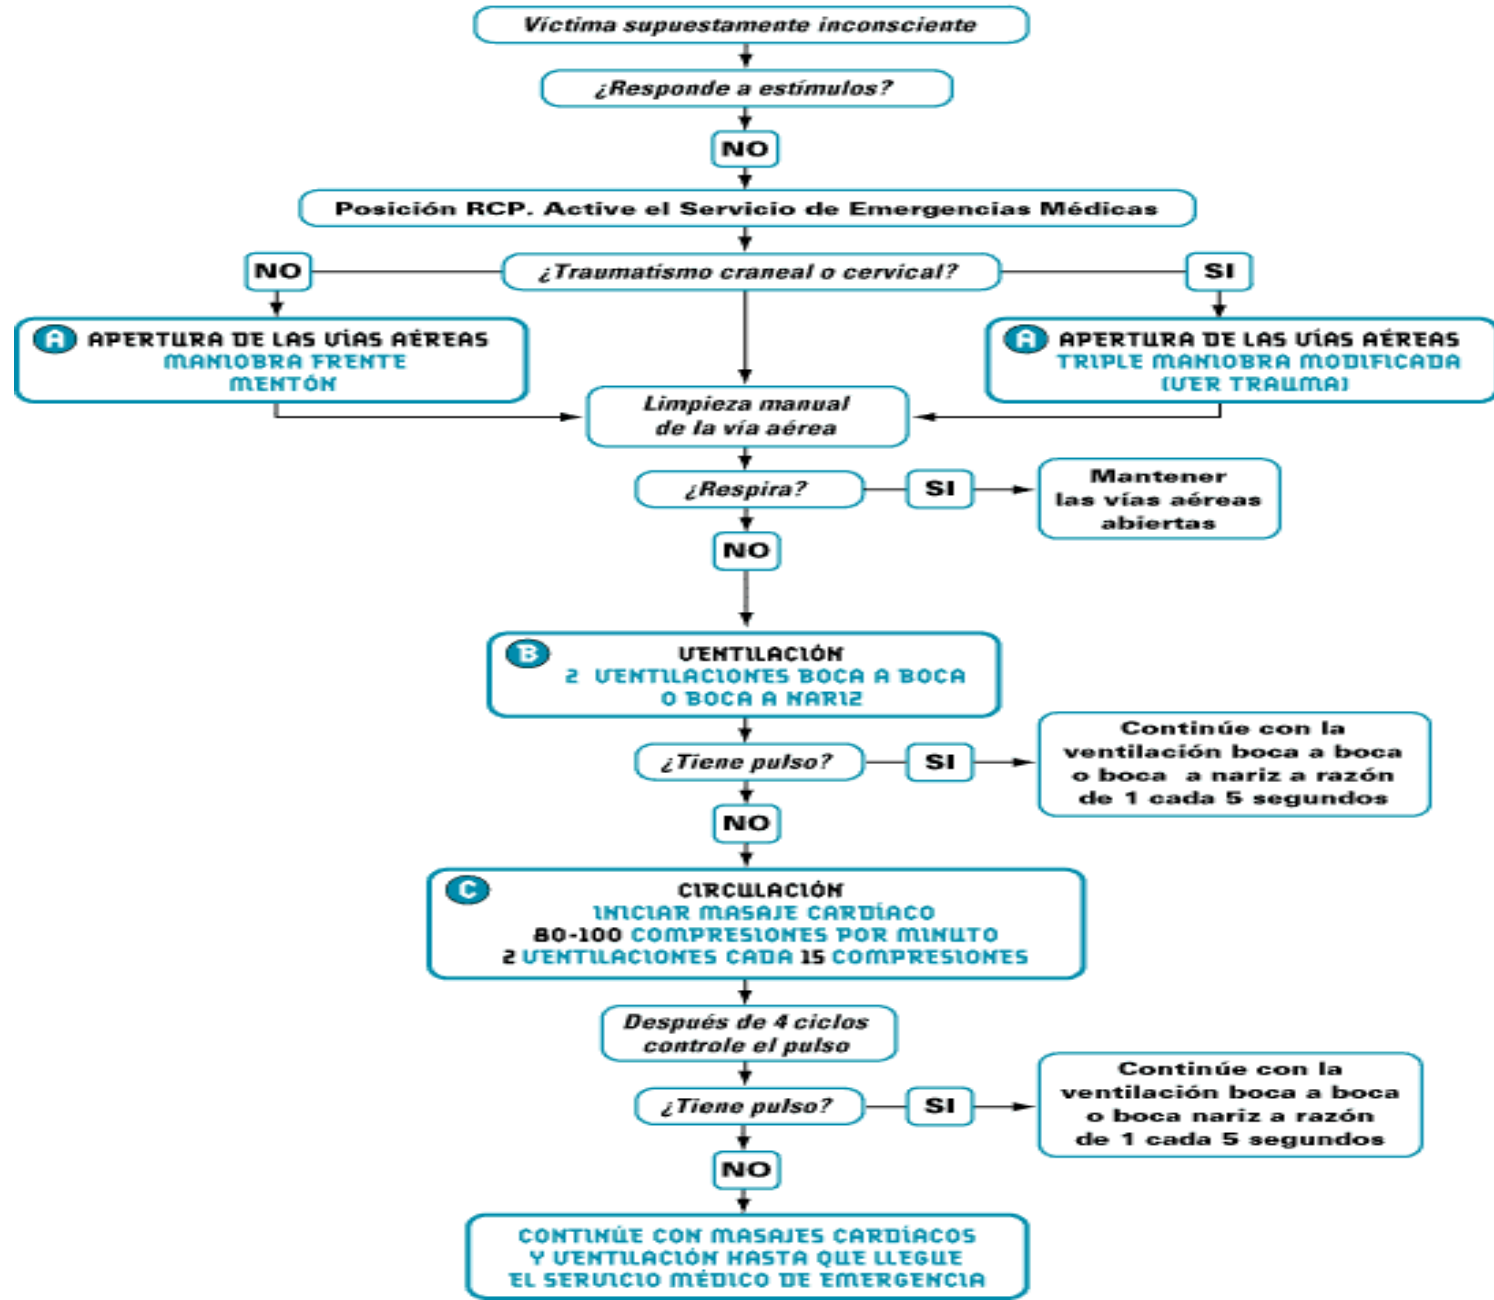 Víctima supuestamente inconsciente
¿Responde a estímulos?
NO
Posición RCP. Active el Servicio de Emergencias Médicas
NO
¿Traumatismo craneal o cervical?
SI
A APERTURA DE LAS VÍAS AÉREAS
MANIOBRA FRENTE
MENTÓN
A APERTURA DE LAS VÍAS AÉREAS
TRIPLE MANIOBRA MODIFICADA
(VER TRAUMA)
Limpieza manual
de la vía aérea
¿Respira?
SI
Mantener
las vías aéreas
abiertas
NO
B VENTILACIÓN
2 VENTILACIONES BOCA A BOCA
O BOCA A NARIZ
¿Tiene pulso?
SI
Continúe con la
ventilación boca a boca
o boca a nariz a razón
de 1 cada 5 segundos
NO
C CIRCULACIÓN
INICIAR MASAJE CARDÍACO
80-100 COMPRESIONES POR MINUTO
2 VENTILACIONES CADA 15 COMPRESIONES
Después de 4 ciclos
controle el pulso
¿Tiene pulso?
SI
Continúe con la
ventilación boca a boca
o boca nariz a razón
de 1 cada 5 segundos
NO
CONTINÚE CON MASAJES CARDÍACOS
Y VENTILACIÓN HASTA QUE LLEGUE
EL SERVICIO MÉDICO DE EMERGENCIA